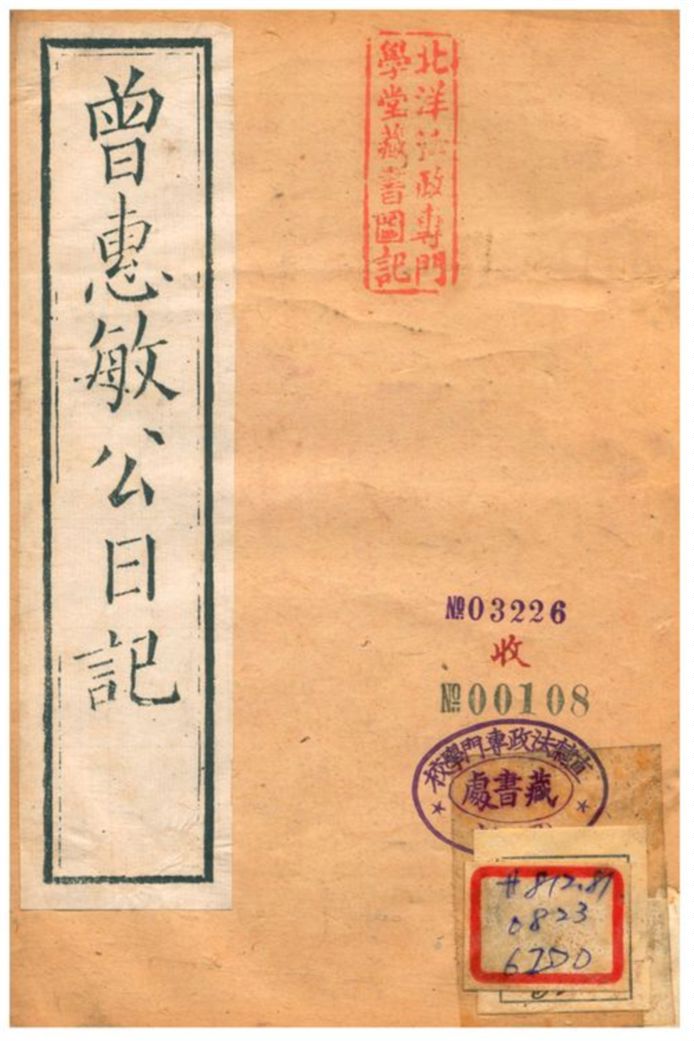 曾惠敏公日記
北洋法政專門
學堂藏書圖記
№03226
收
№00108
直隸法政專門學校
藏書處
#812.81
0823
6200